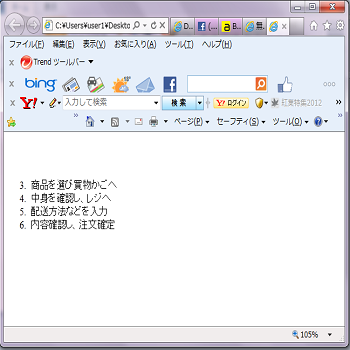 C:¥Users¥user1¥Deskto
D...
f (...
B...
無...
ファイル(F) 編集(E) 表示(V) お気に入り(A) ツール(T) ヘルプ(H)
x Trend ツールバー ▼
x bing
x Y! 入力して検索 検索 Y! ログイン 紅葉特集2012
ページ(P) セーフティ(S) ツール(O)
3. 商品を選び買物かごへ
4. 中身を確認し、レジへ
5. 配送方法などを入力
6. 内容確認し、注文確定
105%